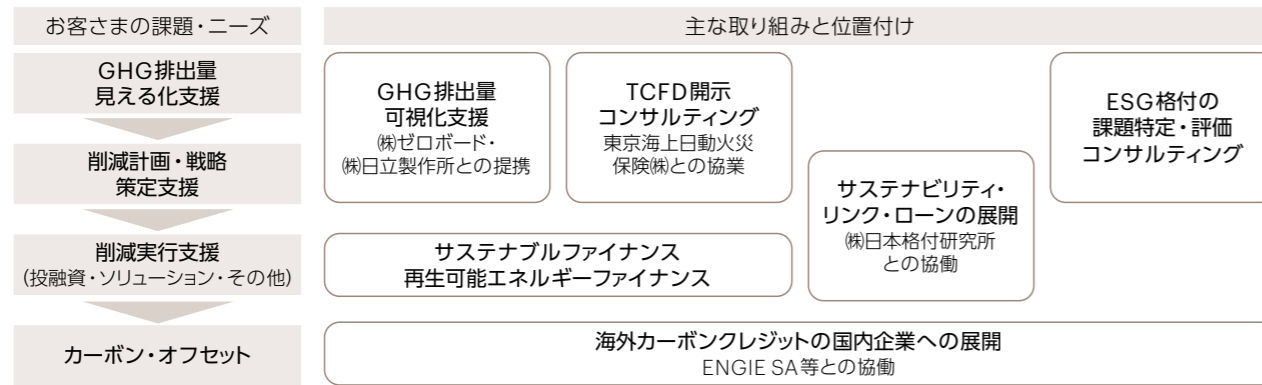 お客さまの課題・ニーズ
主な取り組みと位置付け
GHG排出量
見える化支援
削減計画・戦略
策定支援
削減実行支援
(投融資・ソリューション・その他)
カーボン・オフセット
GHG排出量
可視化支援
㈱ゼロボード・
㈱日立製作所との提携
TCFD開示
コンサルティング
東京海上日動火災
保険㈱との協業
サステナビリティ・
リンク・ローンの展開
㈱日本格付研究所
との協働
ESG格付の
課題特定・評価
コンサルティング
サステナブルファイナンス
再生可能エネルギーファイナンス
海外カーボンクレジットの国内企業への展開
ENGIE SA等との協働